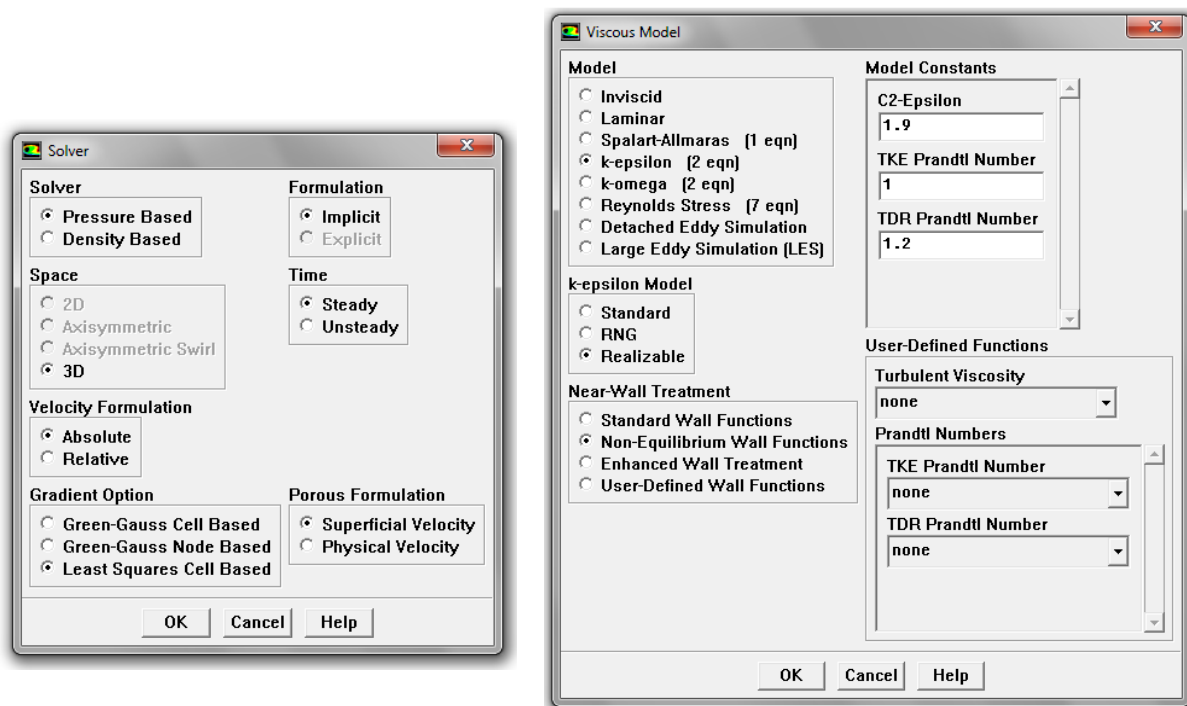 Solver
Solver
Pressure Based
Density Based
Formulation
Implicit
Explicit
Space
2D
Axisymmetric
Axisymmetric Swirl
3D
Time
Steady
Unsteady
Velocity Formulation
Absolute
Relative
Gradient Option
Green-Gauss Cell Based
Green-Gauss Node Based
Least Squares Cell Based
Porous Formulation
Superficial Velocity
Physical Velocity
OK Cancel Help
Viscous Model
Model
Inviscid
Laminar
Spalart-Allmaras (1 eqn)
k-epsilon (2 eqn)
k-omega (2 eqn)
Reynolds Stress (7 eqn)
Detached Eddy Simulation
Large Eddy Simulation (LES)
k-epsilon Model
Standard
RNG
Realizable
Near-Wall Treatment
Standard Wall Functions
Non-Equilibrium Wall Functions
Enhanced Wall Treatment
User-Defined Wall Functions
Model Constants
C2-Epsilon
1.9
TKE Prandtl Number
1
TDR Prandtl Number
1.2
User-Defined Functions
Turbulent Viscosity
none
Prandtl Numbers
TKE Prandtl Number
none
TDR Prandtl Number
none
OK Cancel Help